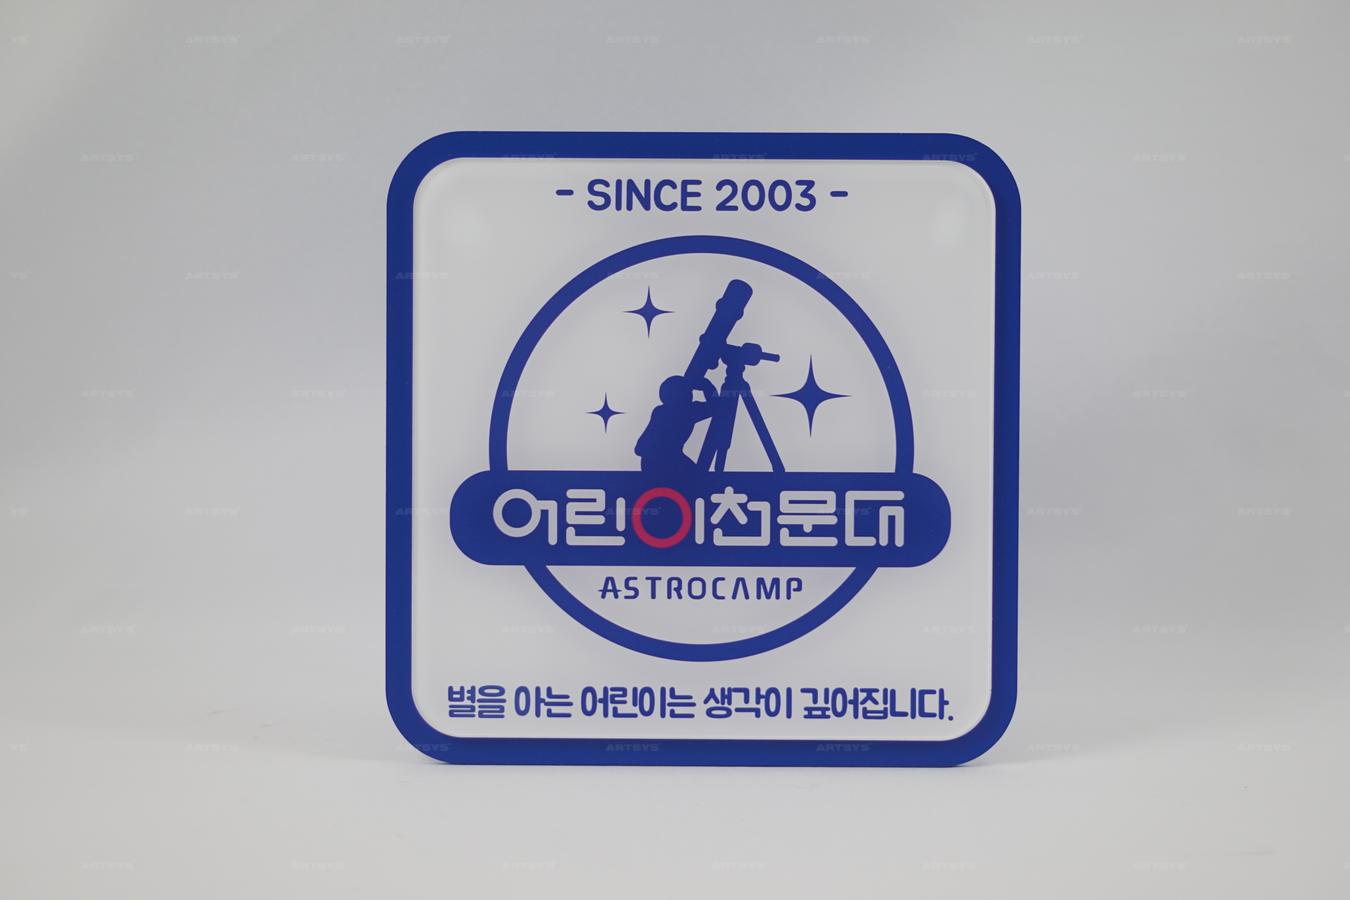 - SINCE 2003 -
어린이천문대
ASTROCAMP
별을 아는 어린이는 생각이 깊어집니다.
ARTSYS